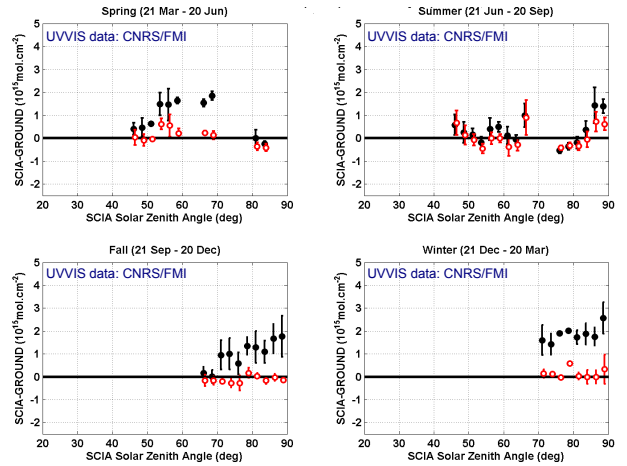 Spring (21 Mar - 20 Jun)
UVVIS data: CNRS/FMI
SCIA-GROUND (10¹⁵mol.cm⁻²)
5
4
3
2
1
0
-1
-2
20 30 40 50 60 70 80 90
SCIA Solar Zenith Angle (deg)
Summer (21 Jun - 20 Sep)
UVVIS data: CNRS/FMI
SCIA-GROUND (10¹⁵mol.cm⁻²)
5
4
3
2
1
0
-1
-2
20 30 40 50 60 70 80 90
SCIA Solar Zenith Angle (deg)
Fall (21 Sep - 20 Dec)
UVVIS data: CNRS/FMI
SCIA-GROUND (10¹⁵mol.cm⁻²)
5
4
3
2
1
0
-1
-2
20 30 40 50 60 70 80 90
SCIA Solar Zenith Angle (deg)
Winter (21 Dec - 20 Mar)
UVVIS data: CNRS/FMI
SCIA-GROUND (10¹⁵mol.cm⁻²)
5
4
3
2
1
0
-1
-2
20 30 40 50 60 70 80 90
SCIA Solar Zenith Angle (deg)